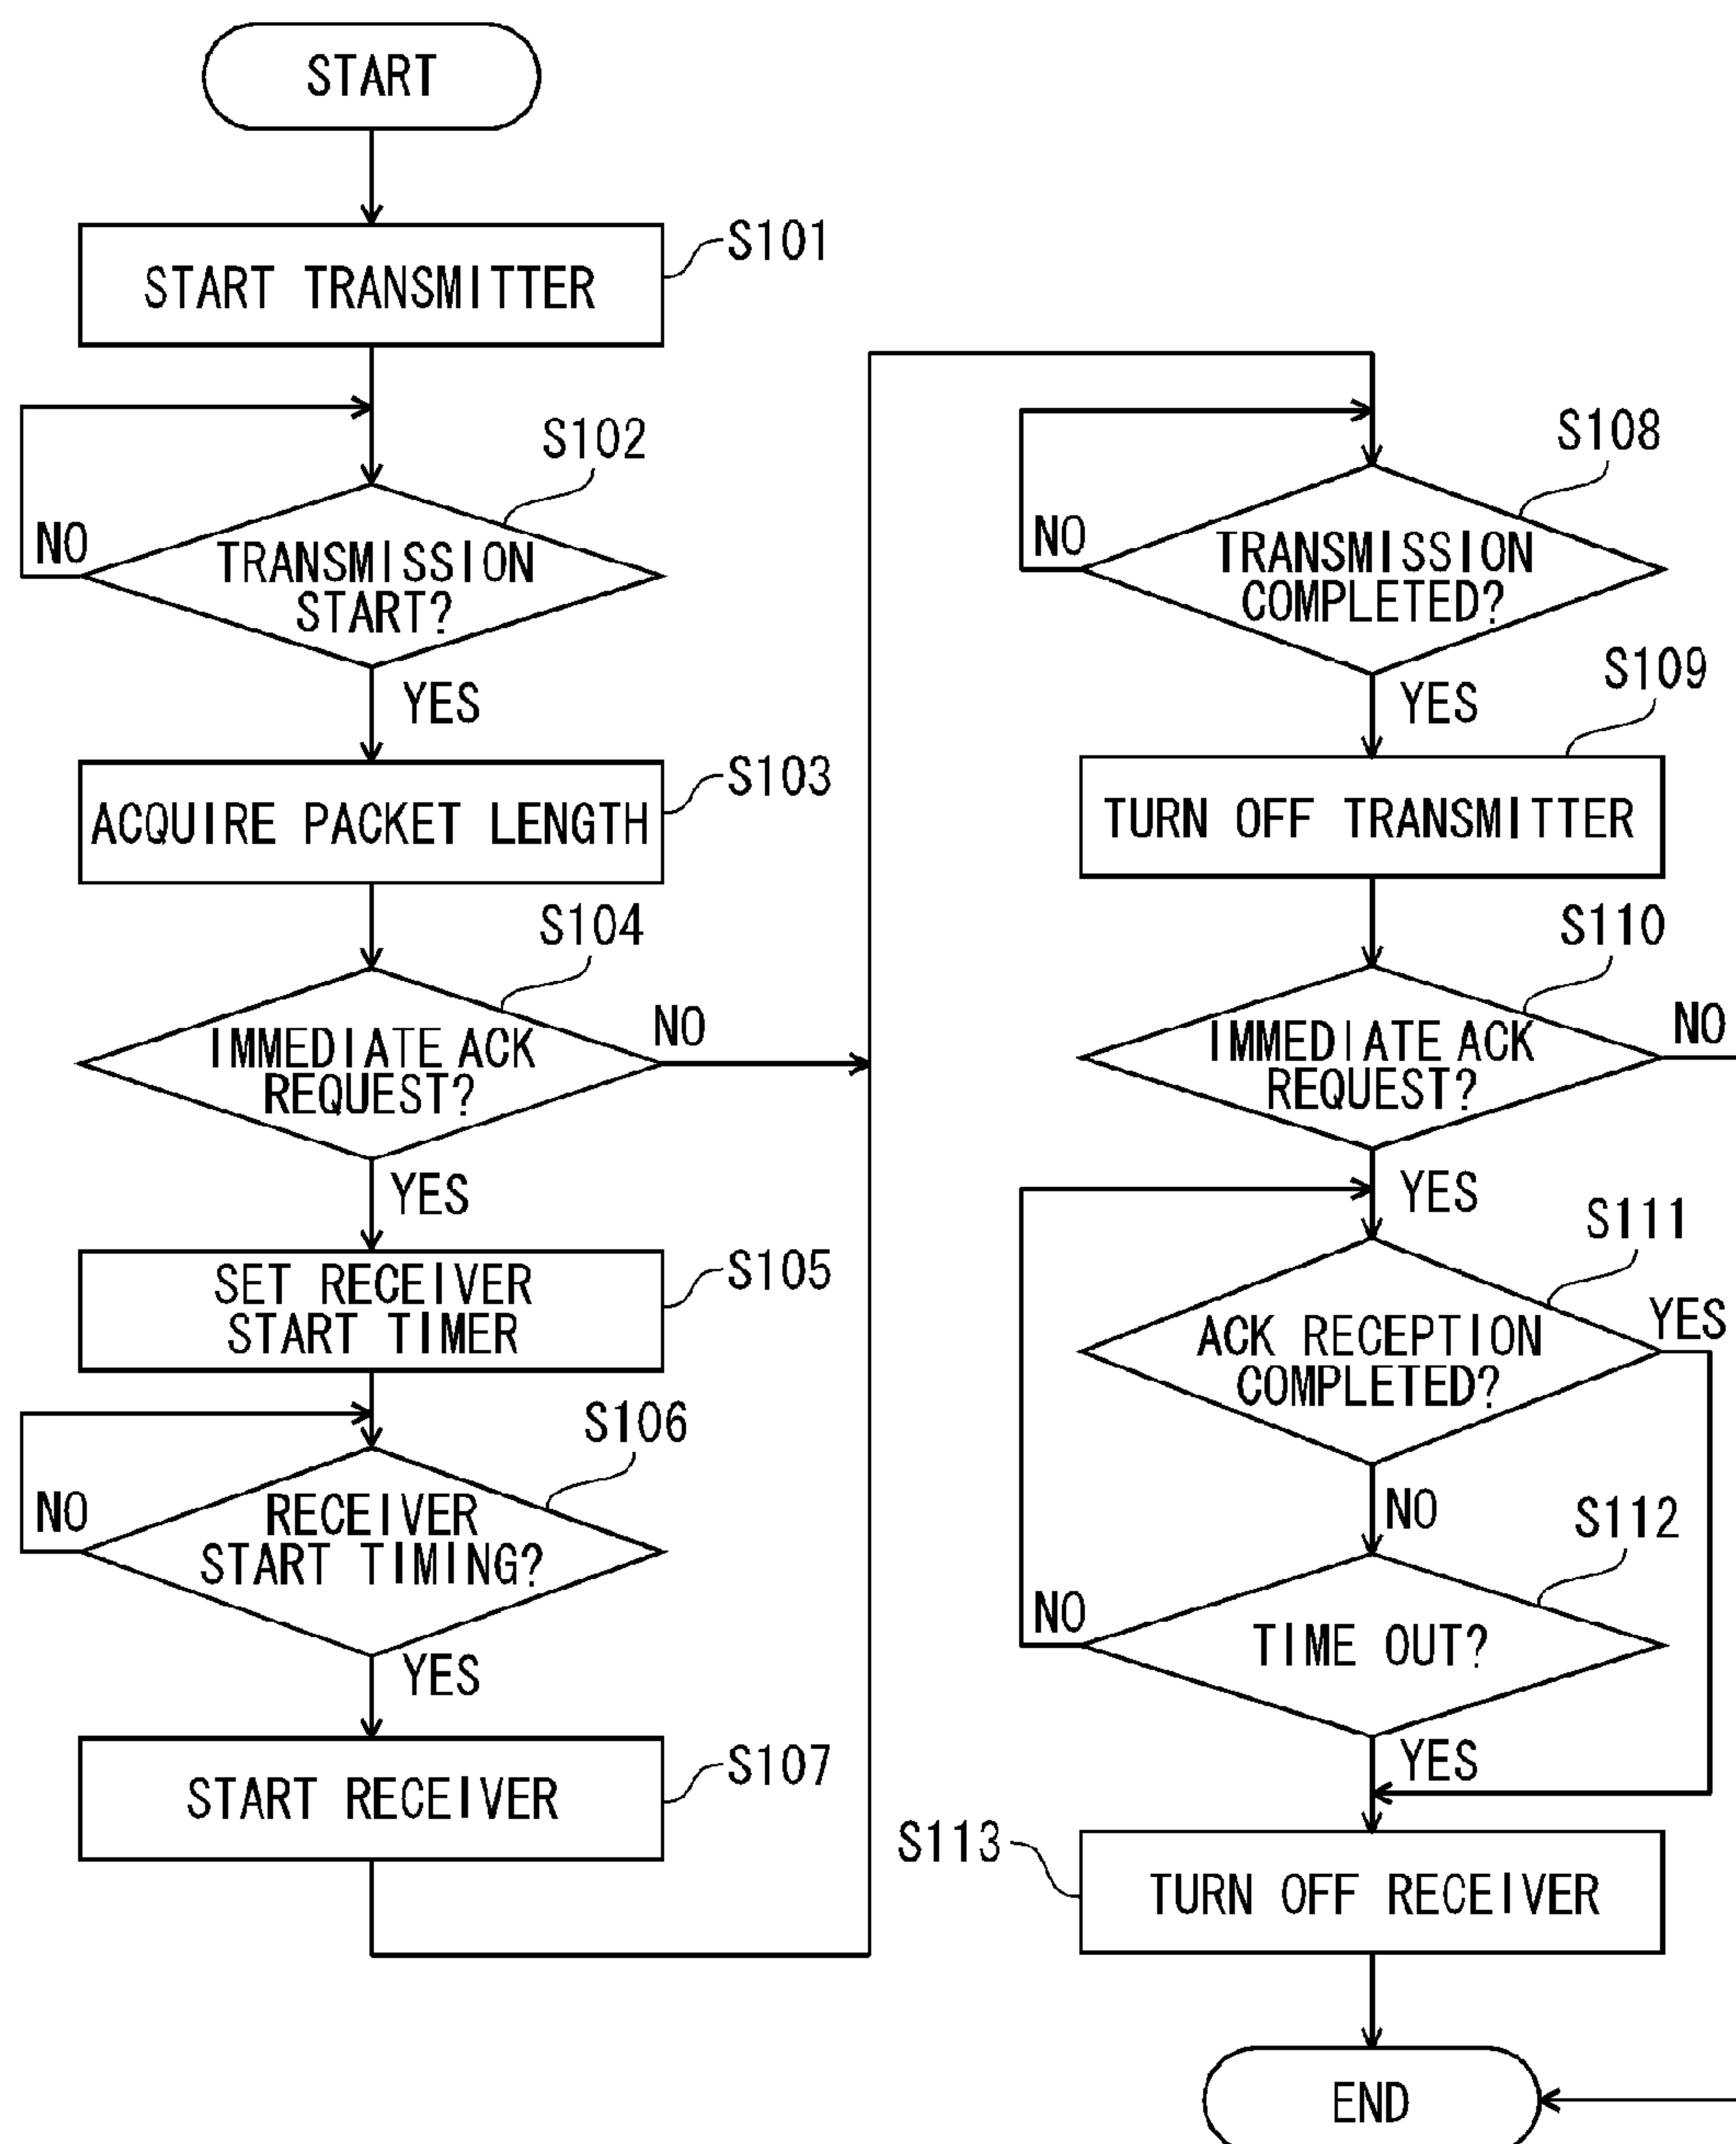 START
S101
START TRANSMITTER
S102
NO
TRANSMISSION
START?
YES
S103
ACQUIRE PACKET LENGTH
S104
IMMEDIATE ACK
REQUEST?
NO
YES
SET RECEIVER
START TIMER
S105
S106
NO
RECEIVER
START TIMING?
YES
START RECEIVER
S107
S108
NO
TRANSMISSION
COMPLETED?
YES
S109
TURN OFF TRANSMITTER
S110
IMMEDIATE ACK
REQUEST?
NO
YES
S111
ACK RECEPTION
COMPLETED?
YES
NO
S112
NO
TIME OUT?
YES
S113
TURN OFF RECEIVER
END